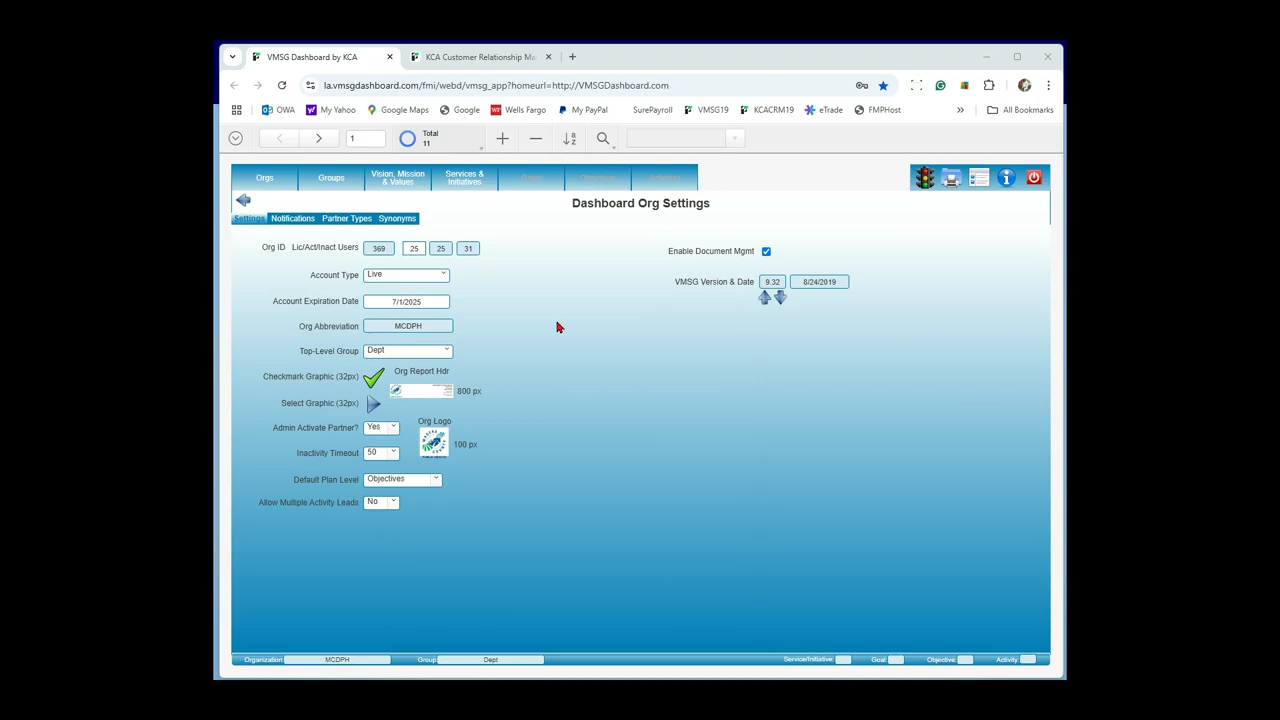 VMSG Dashboard by KCA
KCA Customer Relationship Ma
la.vmsgdashboard.com/fmi/webd/vmsg_app?homeurl=http://VMSGDashboard.com
OWA My Yahoo Google Maps Google Wells Fargo My PayPal SurePayroll VMSG19 KCACRM19 eTrade FMPHost » All Bookmarks
1 Total
11
Orgs Groups Vision, Mission & Values Services & Initiatives
Dashboard Org Settings
Settings Notifications Partner Types Synonyms
Org ID Lic/Act/Inact Users 369 25 25 31
Enable Document Mgmt
Account Type Live
VMSG Version & Date 9.32 8/24/2019
Account Expiration Date 7/1/2025
Org Abbreviation MCDPH
Top-Level Group Dept
Checkmark Graphic (32px) Org Report Hdr
800 px
Select Graphic (32px)
Admin Activate Partner? Yes Org Logo
100 px
Inactivity Timeout 50
Default Plan Level Objectives
Allow Multiple Activity Leads No
Organization: MCDPH Group: Dept Service/Initiative: Goal: Objective: Activity: